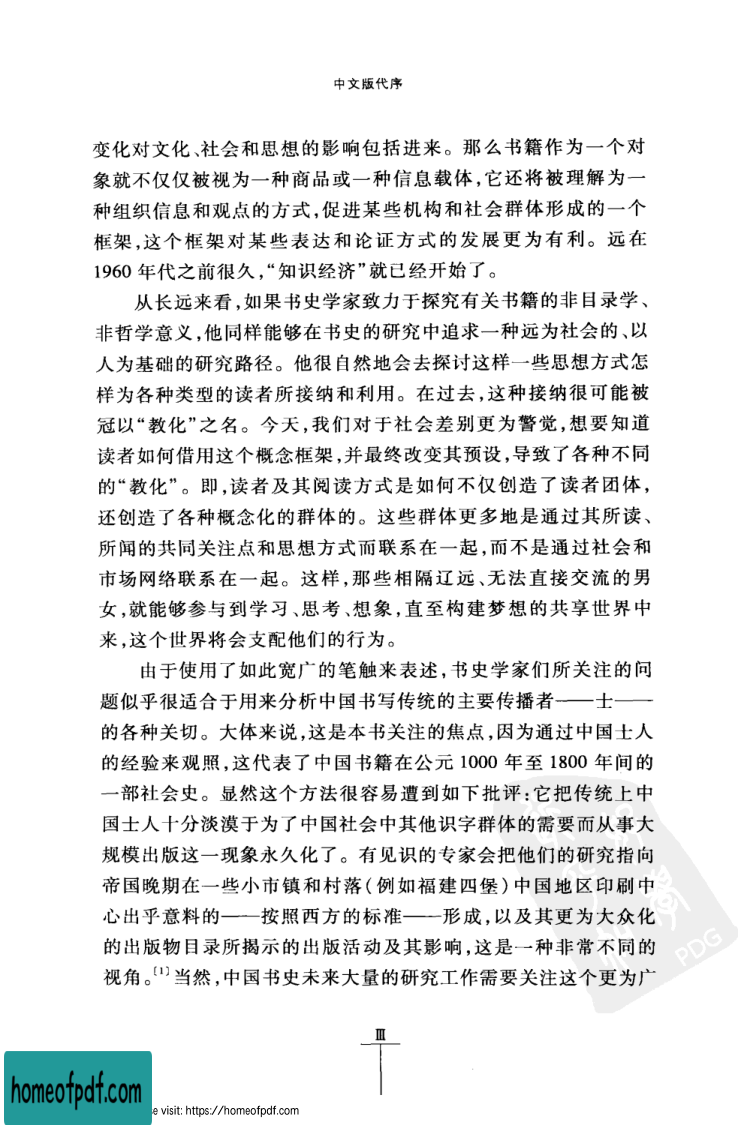 中文版代序
变化对文化、社会和思想的影响包括进来。那么书籍作为一个对
象就不仅仅被视为一种商品或一种信息载体,它还将被理解为一
种组织信息和观点的方式,促进某些机构和社会群体形成的一个
框架,这个框架对某些表达和论证方式的发展更为有利。远在
1960 年代之前很久,“知识经济”就已经开始了。
从长远来看,如果书史学家致力于探究有关书籍的非目录学、
非哲学意义,他同样能够在书史的研究中追求一种远为社会的、以
人为基础的研究路径。他很自然地会去探讨这样一些思想方式怎
样为各种类型的读者所接纳和利用。在过去,这种接纳很可能被
冠以“教化”之名。今天,我们对于社会差别更为警觉,想要知道
读者如何借用这个概念框架,并最终改变其预设,导致了各种不同
的“教化”。即,读者及其阅读方式是如何不仅创造了读者团体,
还创造了各种概念化的群体的。这些群体更多地是通过其所读、
所闻的共同关注点和思想方式而联系在一起,而不是通过社会和
市场网络联系在一起。这样,那些相隔辽远、无法直接交流的男
女,就能够参与到学习、思考、想象,直至构建梦想的共享世界中
来,这个世界将会支配他们的行为。
由于使用了如此宽广的笔触来表述,书史学家们所关注的问
题似乎很适合于用来分析中国书写传统的主要传播者——士——
的各种关切。大体来说,这是本书关注的焦点,因为通过中国士人
的经验来观照,这代表了中国书籍在公元 1000 年至 1800 年间的
一部社会史。显然这个方法很容易遭到如下批评:它把传统上中
国士人十分淡漠于为了中国社会中其他识字群体的需要而从事大
规模出版这一现象永久化了。有见识的专家会把他们的研究指向
帝国晚期在一些小市镇和村落(例如福建四堡)中国地区印刷中
心出乎意料的——按照西方的标准——形成,以及其更为大众化
的出版物目录所揭示的出版活动及其影响,这是一种非常不同的
视角。[1]当然,中国书史未来大量的研究工作需要关注这个更为广
PDG
III
homeofpdf.com
e visit: https://homeofpdf.com